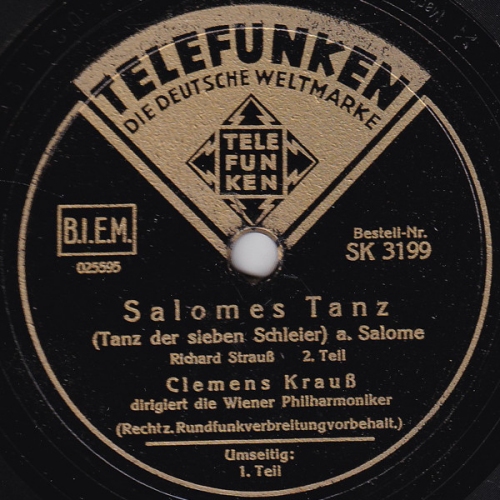 TELEFUNKEN
DIE DEUTSCHE WELTMARKE
TELE
FUN
KEN
B.I.E.M.
025595
Bestell-Nr.
SK 3199
Salomes Tanz
(Tanz der sieben Schleier) a. Salome
Richard Strauß 2. Teil
Clemens Krauß
dirigiert die Wiener Philharmoniker
(Rechtz.Rundfunkverbreitungvorbehalt.)
Umseitig:
1. Teil